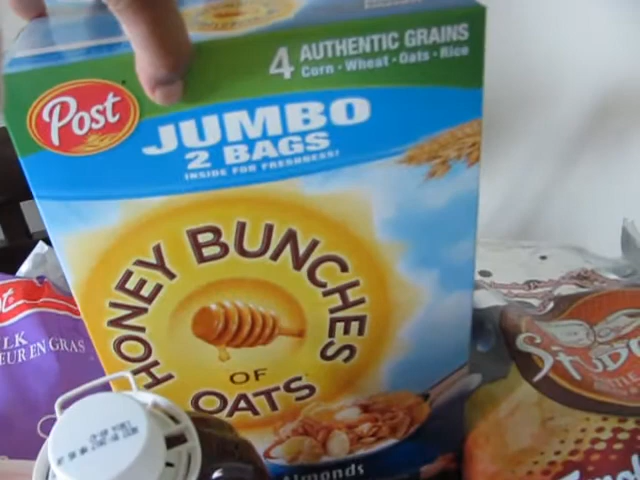 4 AUTHENTIC GRAINS
Corn • Wheat • Oats • Rice
Post
JUMBO
2 BAGS
INSIDE FOR FRESHNESS!
HONEY BUNCHES
OF
OATS
Almonds
LK
EUR EN GRAS